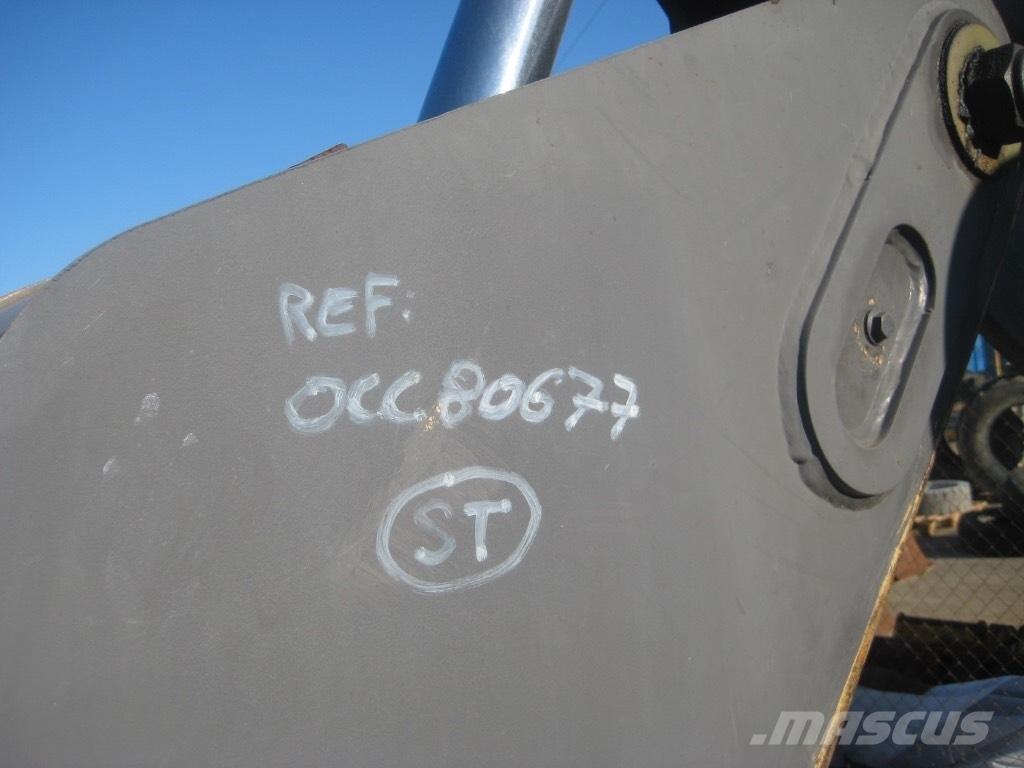 REF:
OCC80677
ST
MASCUS